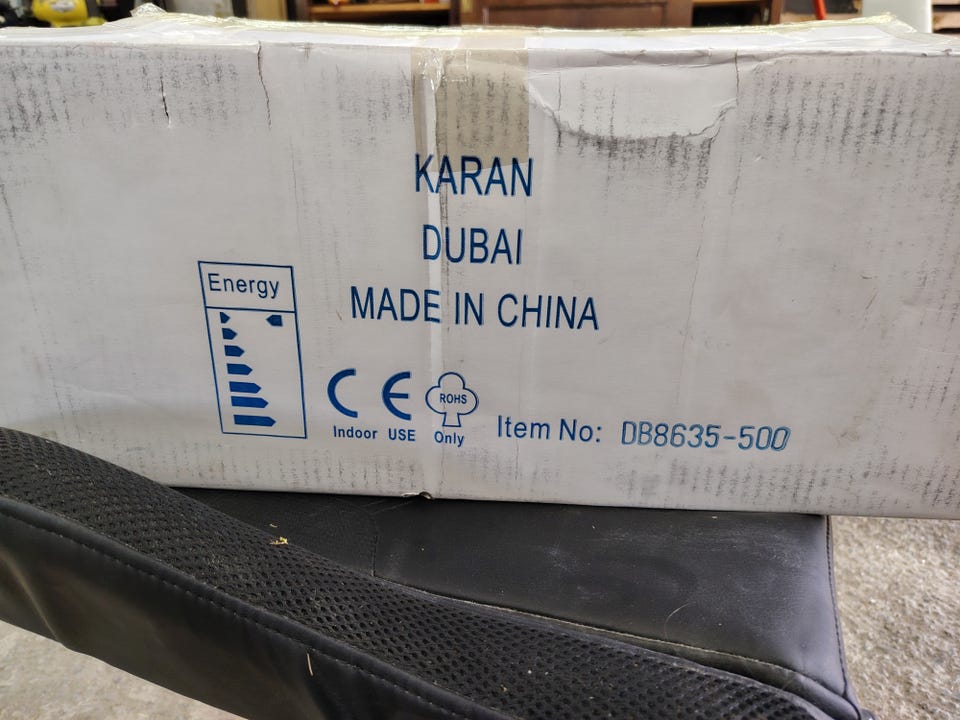 KARAN
DUBAI
MADE IN CHINA
Energy
CE
ROHS
Indoor USE Only
Item No: DB8635-500